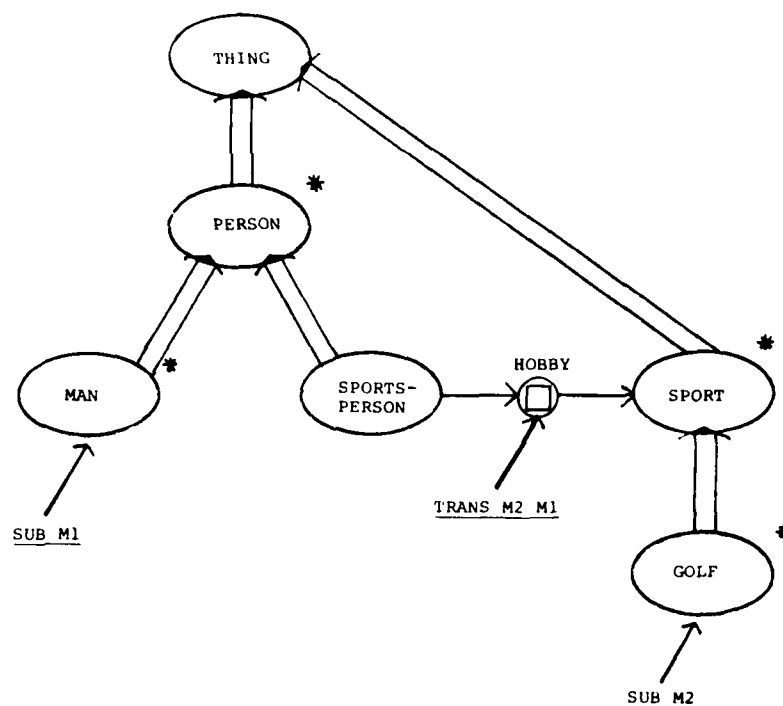 THING
*
PERSON
*
HOBBY
*
MAN
SPORTS-
PERSON
SPORT
SUB M1
TRANS M2 M1
*
GOLF
SUB M2